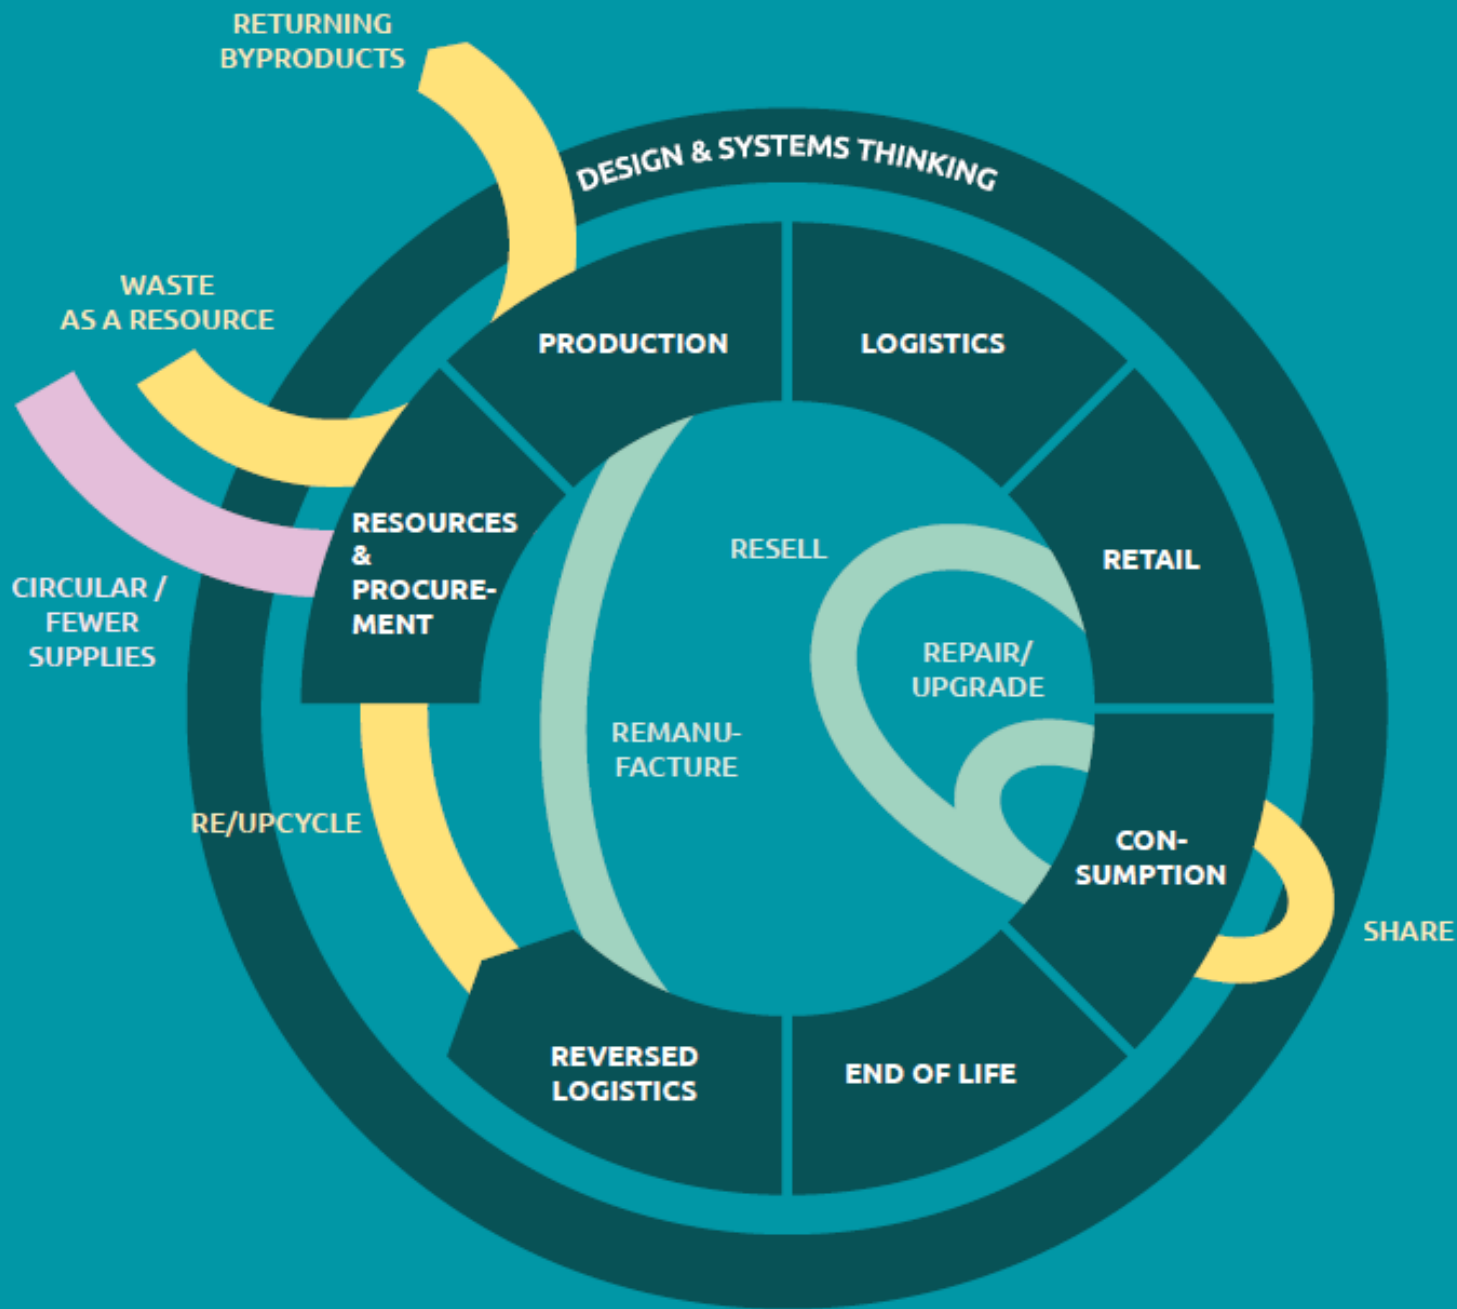 RETURNING
BYPRODUCTS
DESIGN & SYSTEMS THINKING
WASTE
AS A RESOURCE
PRODUCTION
LOGISTICS
RESOURCES
&
PROCURE-
MENT
RESELL
RETAIL
CIRCULAR /
FEWER
SUPPLIES
REPAIR/
UPGRADE
REMANU-
FACTURE
RE/UPCYCLE
CON-
SUMPTION
SHARE
REVERSED
LOGISTICS
END OF LIFE